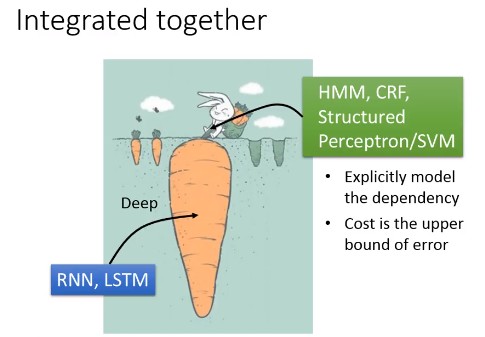 Integrated together
HMM, CRF,
Structured
Perceptron/SVM
• Explicitly model
the dependency
• Cost is the upper
bound of error
Deep
RNN, LSTM